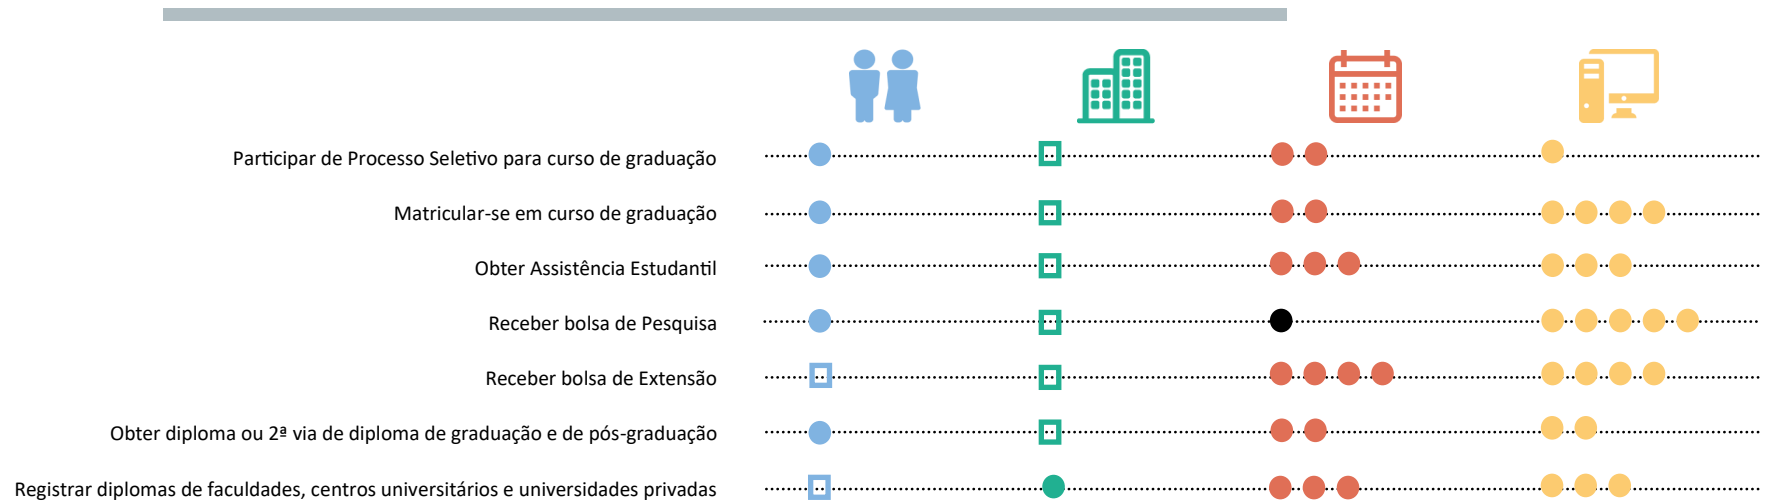 Participar de Processo Seletivo para curso de graduação
Matricular-se em curso de graduação
Obter Assistência Estudantil
Receber bolsa de Pesquisa
Receber bolsa de Extensão
Obter diploma ou 2ª via de diploma de graduação e de pós-graduação
Registrar diplomas de faculdades, centros universitários e universidades privadas